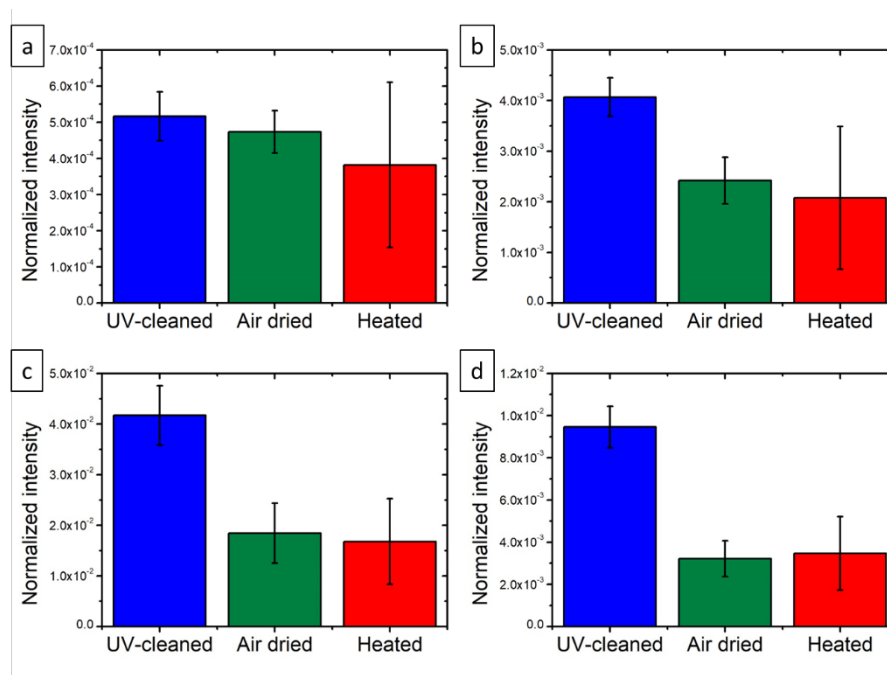 a
Normalized intensity
7.0x10⁻⁴
6.0x10⁻⁴
5.0x10⁻⁴
4.0x10⁻⁴
3.0x10⁻⁴
2.0x10⁻⁴
1.0x10⁻⁴
0.0
UV-cleaned Air dried Heated
b
Normalized intensity
5.0x10⁻³
4.0x10⁻³
3.0x10⁻³
2.0x10⁻³
1.0x10⁻³
0.0
UV-cleaned Air dried Heated
c
Normalized intensity
5.0x10⁻²
4.0x10⁻²
3.0x10⁻²
2.0x10⁻²
1.0x10⁻²
0.0
UV-cleaned Air dried Heated
d
Normalized intensity
1.2x10⁻²
1.0x10⁻²
8.0x10⁻³
6.0x10⁻³
4.0x10⁻³
2.0x10⁻³
0.0
UV-cleaned Air dried Heated